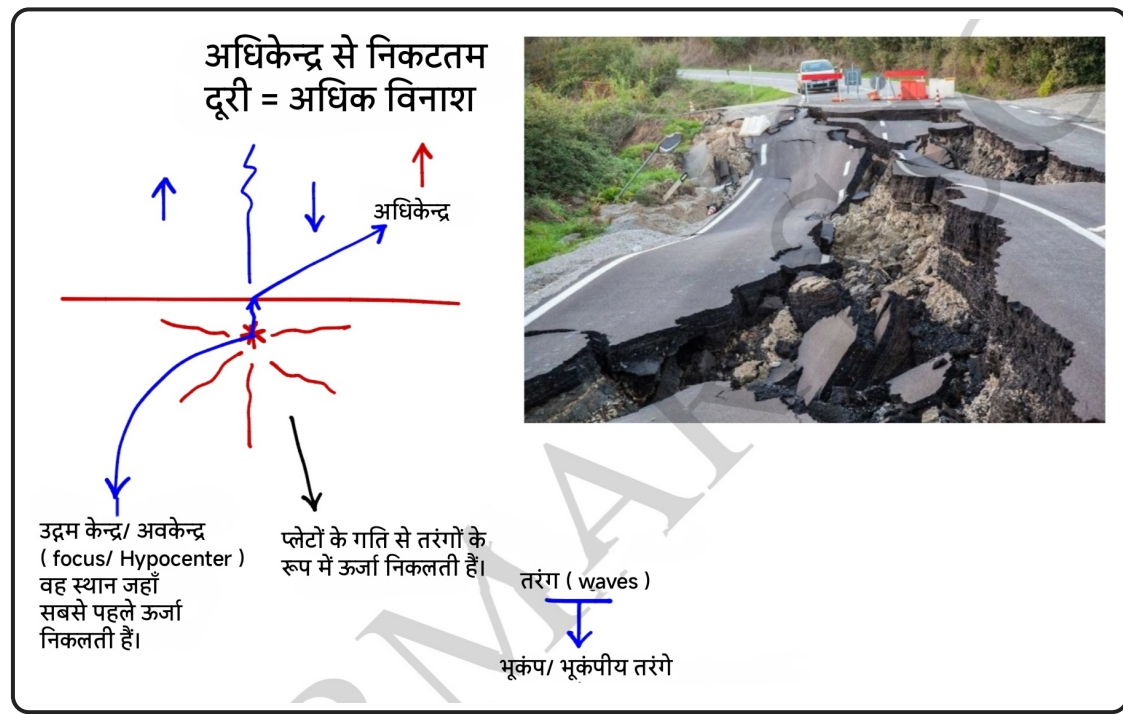 अधिकेन्द्र से निकटतम
दूरी = अधिक विनाश
अधिकेन्द्र
उद्गम केन्द्र/ अवकेन्द्र
( focus/ Hypocenter )
वह स्थान जहाँ
सबसे पहले ऊर्जा
निकलती हैं।
प्लेटों के गति से तरंगों के
रूप में ऊर्जा निकलती हैं।
तरंग ( waves )
भूकंप/ भूकंपीय तरंगे